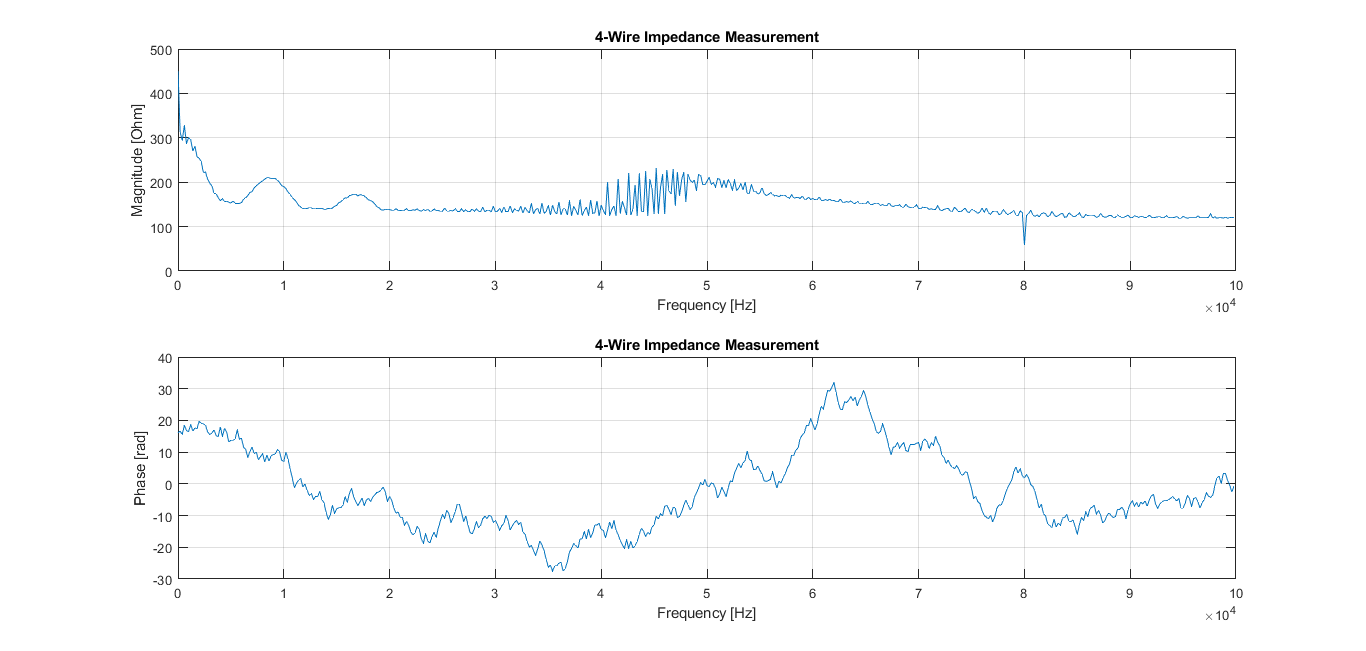 4-Wire Impedance Measurement
500
400
300
200
100
0
Magnitude [Ohm]
0 1 2 3 4 5 6 7 8 9 10
Frequency [Hz]
×10^4
4-Wire Impedance Measurement
40
30
20
10
0
-10
-20
-30
Phase [rad]
0 1 2 3 4 5 6 7 8 9 10
Frequency [Hz]
×10^4